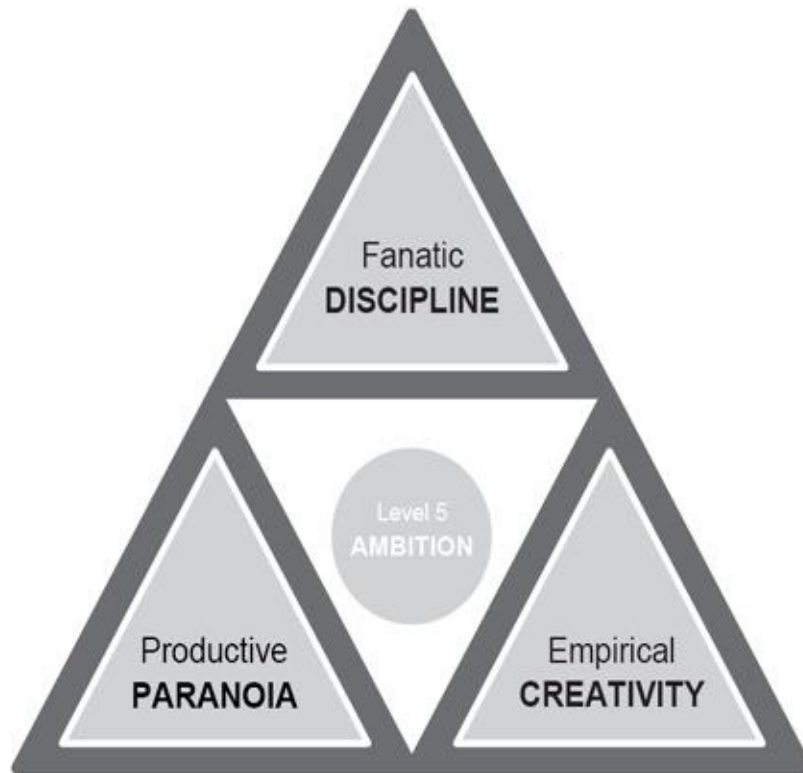 Fanatic
DISCIPLINE
Level 5
AMBITION
Productive
PARANOIA
Empirical
CREATIVITY